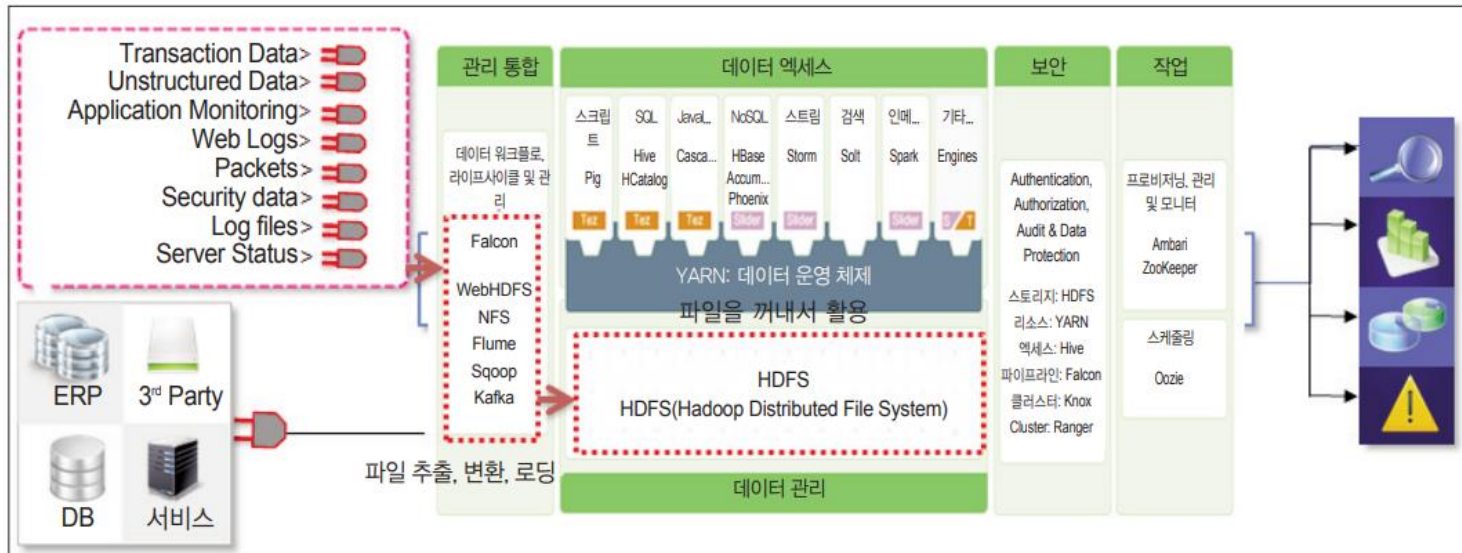 Transaction Data>
Unstructured Data>
Application Monitoring>
Web Logs>
Packets>
Security data>
Log files>
Server Status>
ERP
3rd Party
DB
서비스
파일 추출, 변환, 로딩
관리 통합
데이터 워크플로,
라이프사이클 및 관
리
Falcon
WebHDFS
NFS
Flume
Sqoop
Kafka
데이터 엑세스
스크립
트
Pig
Tez
SQL
Hive
HCatalog
Tez
Javal...
Casca...
Tez
NoSQL
HBase
Accum...
Phoenix
Slider
스트림
Storm
Slider
검색
Solt
인메...
Spark
Slider
기타...
Engines
S/T
YARN: 데이터 운영 체제
파일을 꺼내서 활용
HDFS
HDFS(Hadoop Distributed File System)
데이터 관리
보안
Authentication,
Authorization,
Audit & Data
Protection
스토리지: HDFS
리소스: YARN
엑세스: Hive
파이프라인: Falcon
클러스터: Knox
Cluster: Ranger
작업
프로비저닝, 관리
및 모니터
Ambari
ZooKeeper
스케줄링
Oozie